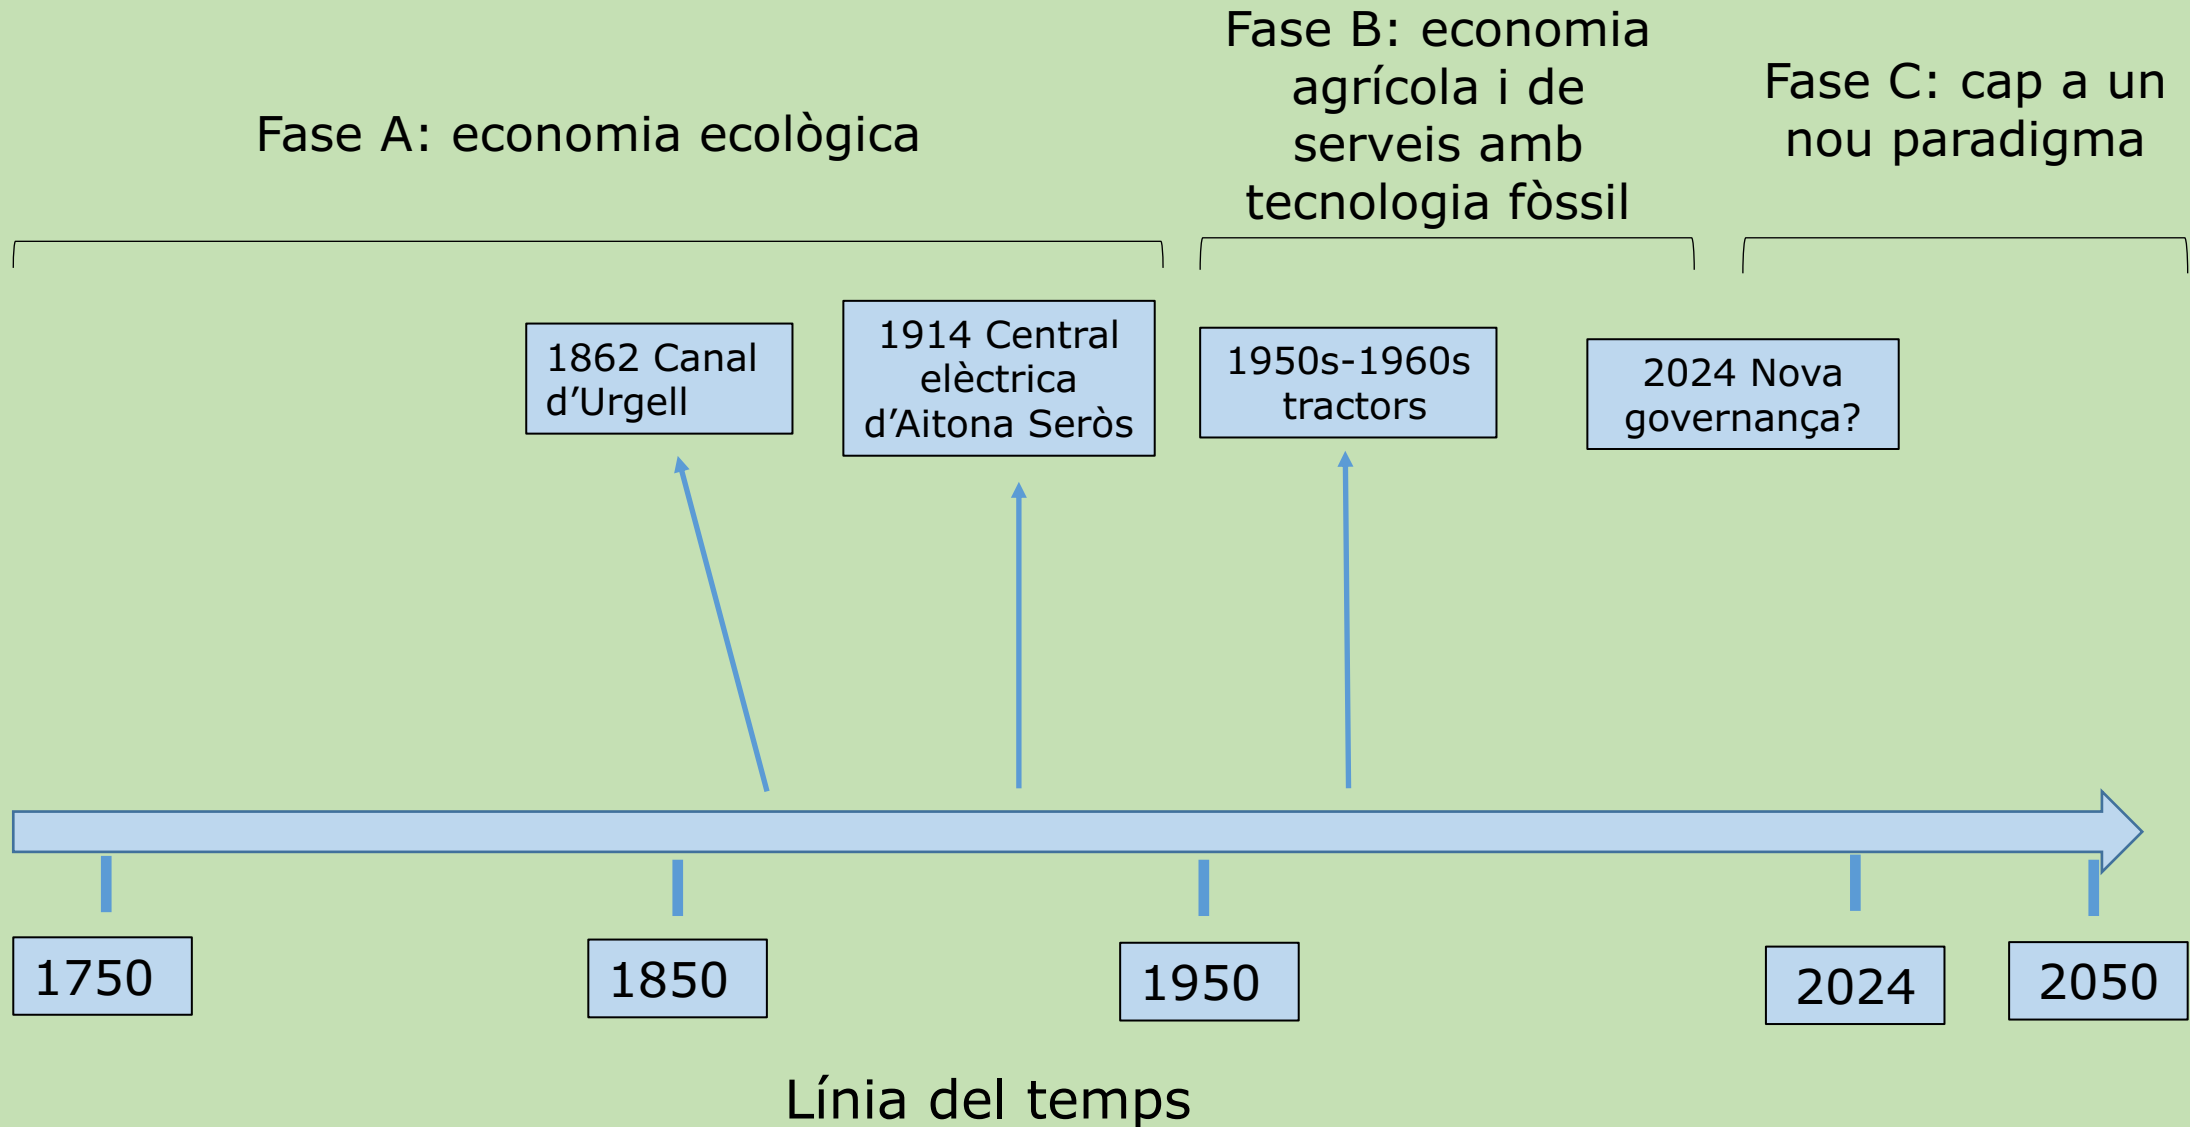 Fase A: economia ecològica
Fase B: economia
agrícola i de
serveis amb
tecnologia fòssil
Fase C: cap a un
nou paradigma
1862 Canal
d’Urgell
1914 Central
elèctrica
d’Aitona Seròs
1950s-1960s
tractors
2024 Nova
governança?
1750
1850
1950
2024
2050
Línia del temps